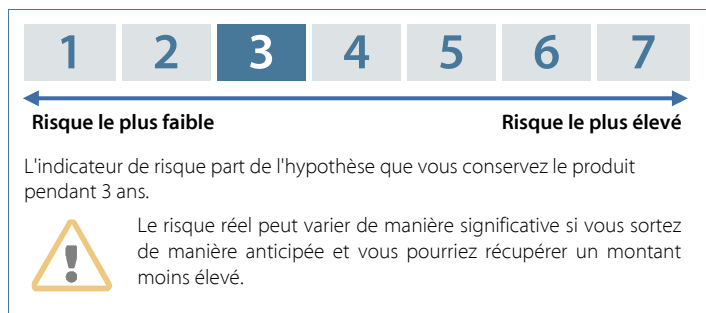 1 2 3 4 5 6 7
Risque le plus faible Risque le plus élevé
L'indicateur de risque part de l'hypothèse que vous conservez le produit
pendant 3 ans.
Le risque réel peut varier de manière significative si vous sortez
de manière anticipée et vous pourriez récupérer un montant
moins élevé.